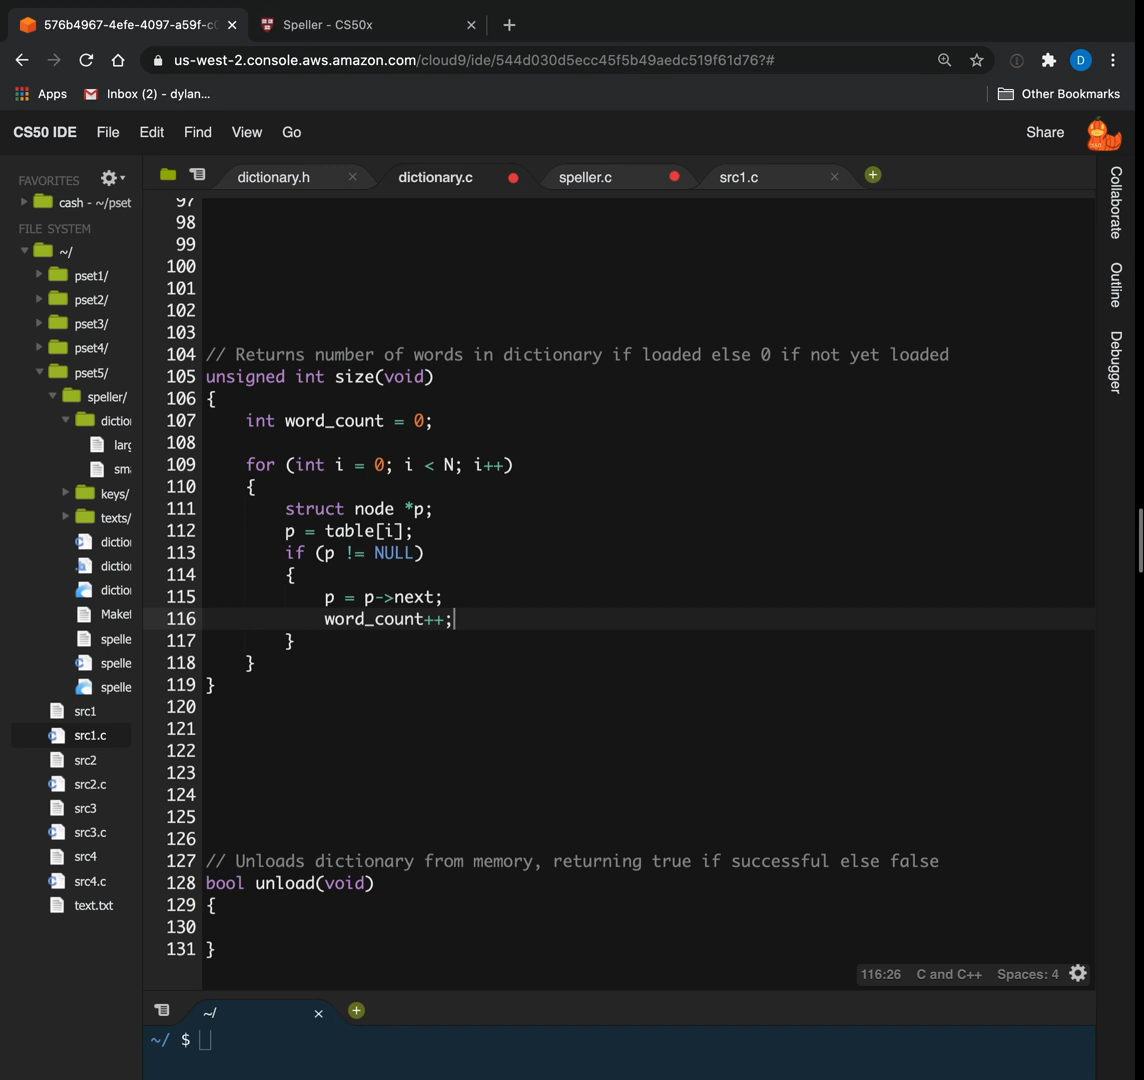 576b4967-4efe-4097-a59f-c
Speller - CS50x
us-west-2.console.aws.amazon.com/cloud9/ide/544d030d5ecc45f5b49aedc519f61d76?#
D
Apps
Inbox (2) - dylan...
Other Bookmarks
CS50 IDE File Edit Find View Go
Share
FAVORITES
cash - ~/pset
FILE SYSTEM
~/
pset1/
pset2/
pset3/
pset4/
pset5/
speller/
dictio
larg
sma
keys/
texts/
dictio
dictio
dictio
Makef
spelle
spelle
spelle
src1
src1.c
src2
src2.c
src3
src3.c
src4
src4.c
text.txt
dictionary.h
dictionary.c
speller.c
src1.c
97
98
99
100
101
102
103
104 // Returns number of words in dictionary if loaded else 0 if not yet loaded
105 unsigned int size(void)
106 {
107     int word_count = 0;
108
109     for (int i = 0; i < N; i++)
110     {
111         struct node *p;
112         p = table[i];
113         if (p != NULL)
114         {
115             p = p->next;
116             word_count++;
117         }
118     }
119 }
120
121
122
123
124
125
126
127 // Unloads dictionary from memory, returning true if successful else false
128 bool unload(void)
129 {
130
131 }
116:26 C and C++ Spaces: 4
Collaborate
Outline
Debugger
~/
~/ $